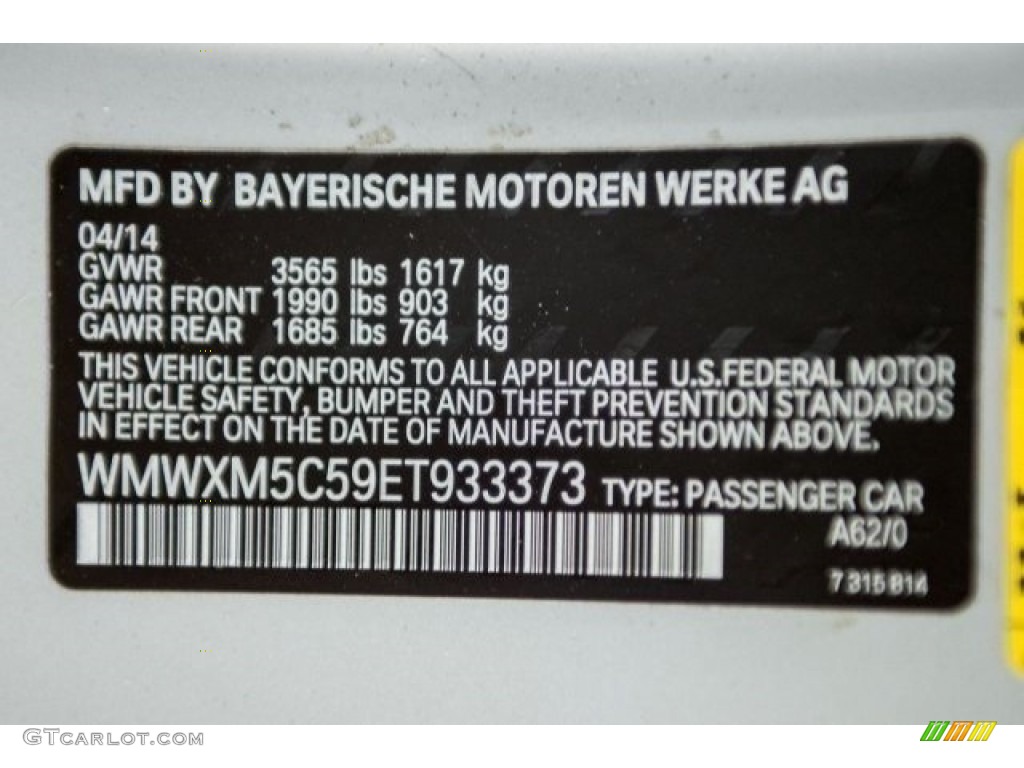 MFD BY BAYERISCHE MOTOREN WERKE AG
04/14
GVWR 3565 lbs 1617 kg
GAWR FRONT 1990 lbs 903 kg
GAWR REAR 1685 lbs 764 kg
THIS VEHICLE CONFORMS TO ALL APPLICABLE U.S.FEDERAL MOTOR
VEHICLE SAFETY, BUMPER AND THEFT PREVENTION STANDARDS
IN EFFECT ON THE DATE OF MANUFACTURE SHOWN ABOVE.
WMWXM5C59ET933373 TYPE: PASSENGER CAR
A62/0
7 315 814
GTCarLot.com